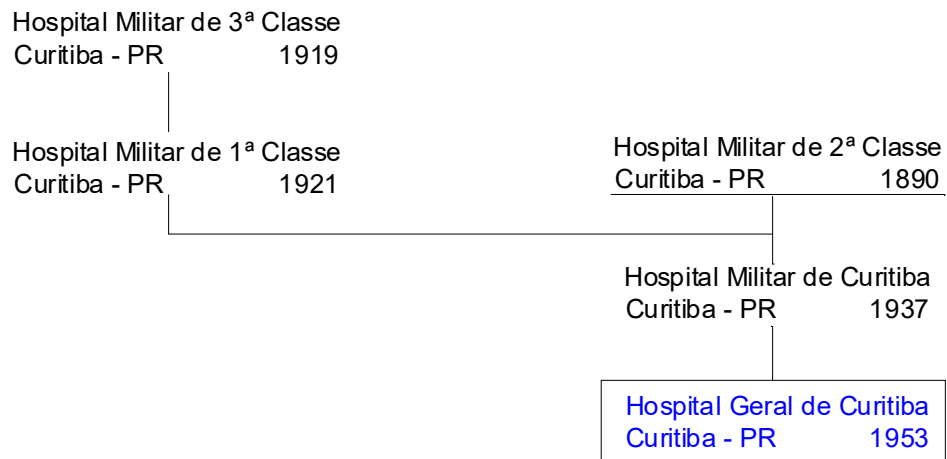 Hospital Militar de 3ª Classe
Curitiba - PR 1919
Hospital Militar de 1ª Classe
Curitiba - PR 1921
Hospital Militar de 2ª Classe
Curitiba - PR 1890
Hospital Militar de Curitiba
Curitiba - PR 1937
Hospital Geral de Curitiba
Curitiba - PR 1953